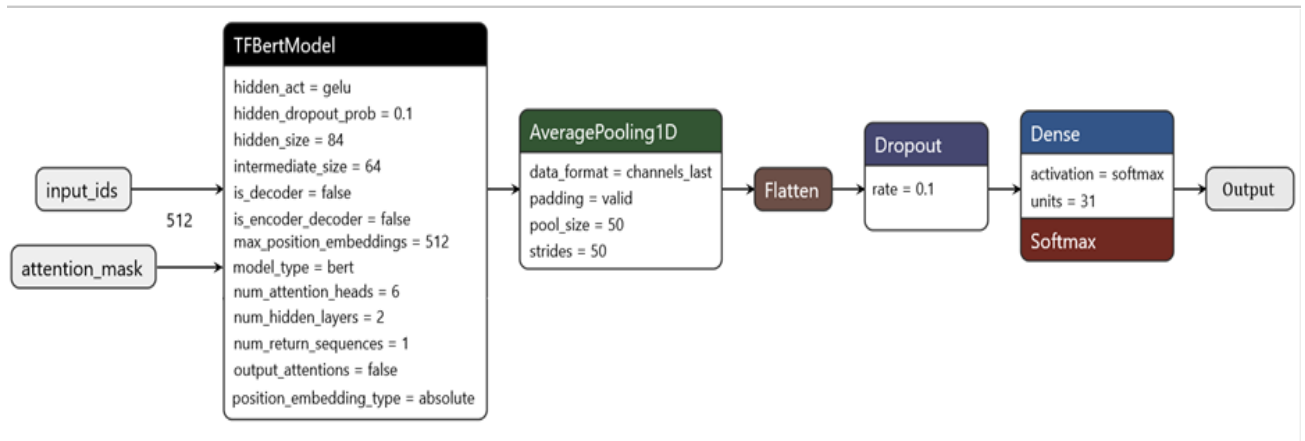 input_ids
512
attention_mask
TFBertModel
hidden_act = gelu
hidden_dropout_prob = 0.1
hidden_size = 84
intermediate_size = 64
is_decoder = false
is_encoder_decoder = false
max_position_embeddings = 512
model_type = bert
num_attention_heads = 6
num_hidden_layers = 2
num_return_sequences = 1
output_attentions = false
position_embedding_type = absolute
AveragePooling1D
data_format = channels_last
padding = valid
pool_size = 50
strides = 50
Flatten
Dropout
rate = 0.1
Dense
activation = softmax
units = 31
Softmax
Output